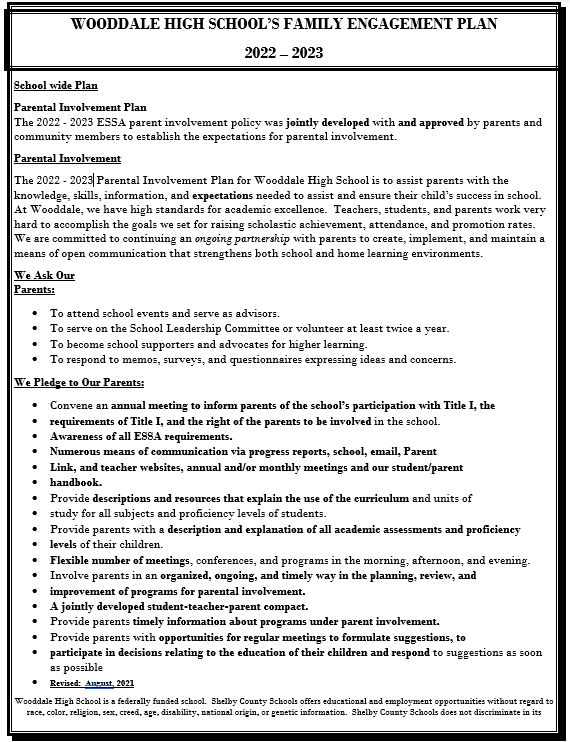 WOODDALE HIGH SCHOOL'S FAMILY ENGAGEMENT PLAN
2022 – 2023
School wide Plan
Parental Involvement Plan
The 2022 - 2023 ESSA parent involvement policy was jointly developed with and approved by parents and
community members to establish the expectations for parental involvement.
Parental Involvement
The 2022 - 2023 Parental Involvement Plan for Wooddale High School is to assist parents with the
knowledge, skills, information, and expectations needed to assist and ensure their child's success in school.
At Wooddale, we have high standards for academic excellence.  Teachers, students, and parents work very
hard to accomplish the goals we set for raising scholastic achievement, attendance, and promotion rates.
We are committed to continuing an ongoing partnership with parents to create, implement, and maintain a
means of open communication that strengthens both school and home learning environments.
We Ask Our
Parents:
• To attend school events and serve as advisors.
• To serve on the School Leadership Committee or volunteer at least twice a year.
• To become school supporters and advocates for higher learning.
• To respond to memos, surveys, and questionnaires expressing ideas and concerns.
We Pledge to Our Parents:
• Convene an annual meeting to inform parents of the school's participation with Title I, the
• requirements of Title I, and the right of the parents to be involved in the school.
• Awareness of all ESSA requirements.
• Numerous means of communication via progress reports, school, email, Parent
• Link, and teacher websites, annual and/or monthly meetings and our student/parent
• handbook.
• Provide descriptions and resources that explain the use of the curriculum and units of
• study for all subjects and proficiency levels of students.
• Provide parents with a description and explanation of all academic assessments and proficiency
• levels of their children.
• Flexible number of meetings, conferences, and programs in the morning, afternoon, and evening.
• Involve parents in an organized, ongoing, and timely way in the planning, review, and
• improvement of programs for parental involvement.
• A jointly developed student-teacher-parent compact.
• Provide parents timely information about programs under parent involvement.
• Provide parents with opportunities for regular meetings to formulate suggestions, to
• participate in decisions relating to the education of their children and respond to suggestions as soon
as possible
• Revised: August, 2021
Wooddale High School is a federally funded school.  Shelby County Schools offers educational and employment opportunities without regard to
race, color, religion, sex, creed, age, disability, national origin, or genetic information.  Shelby County Schools does not discriminate in its